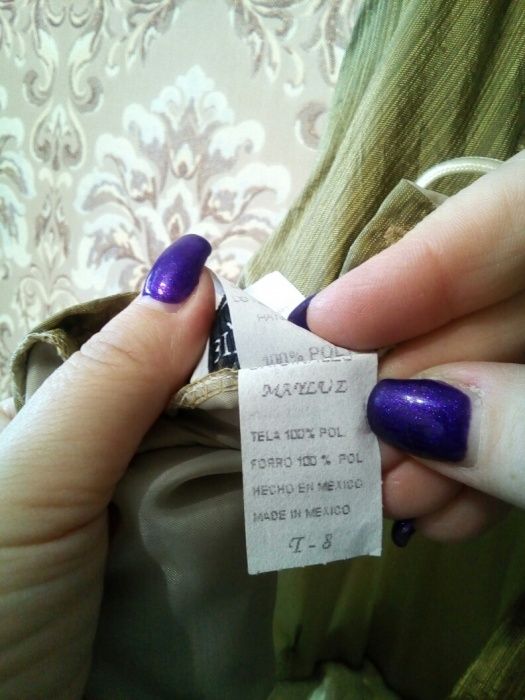 100% POL.
MAYLUZ
TELA 100% POL.
FORRO 100 % POL
HECHO EN MEXICO
MADE IN MEXICO
T - 8